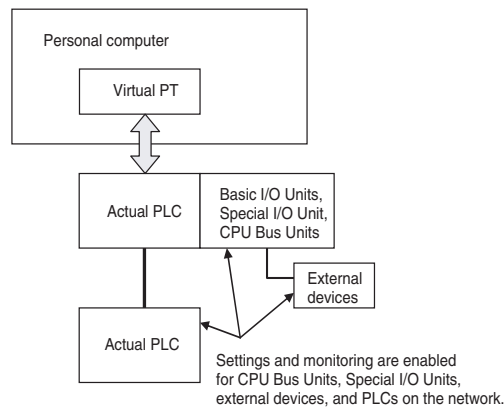 Personal computer
Virtual PT
Actual PLC
Basic I/O Units,
Special I/O Unit,
CPU Bus Units
External
devices
Actual PLC
Settings and monitoring are enabled
for CPU Bus Units, Special I/O Units,
external devices, and PLCs on the network.